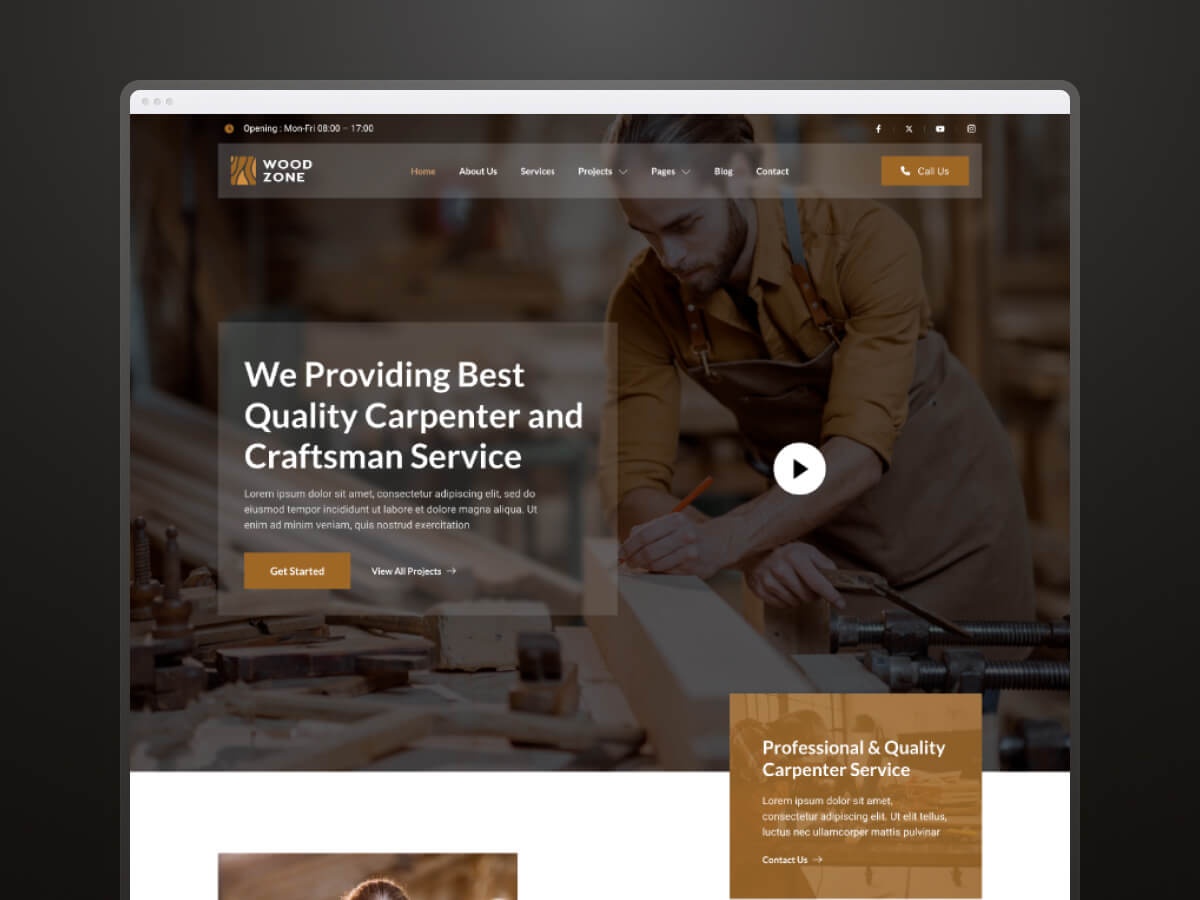 Opening : Mon-Fri 08:00 – 17:00
WOOD
ZONE
Home About Us Services Projects Pages Blog Contact
Call Us
We Providing Best
Quality Carpenter and
Craftsman Service
Lorem ipsum dolor sit amet, consectetur adipiscing elit, sed do
eiusmod tempor incididunt ut labore et dolore magna aliqua. Ut
enim ad minim veniam, quis nostrud exercitation
Get Started
View All Projects →
Professional & Quality
Carpenter Service
Lorem ipsum dolor sit amet,
consectetur adipiscing elit. Ut elit tellus,
luctus nec ullamcorper mattis pulvinar
Contact Us →